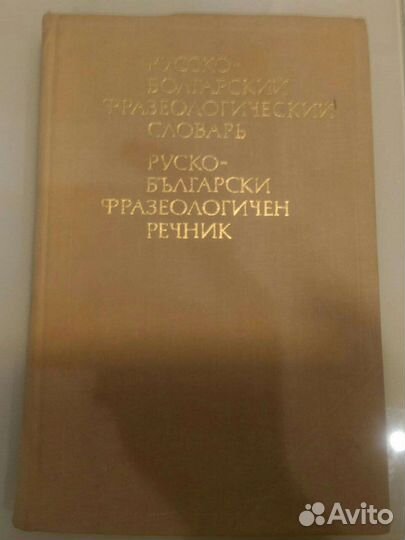 РУССКО-
БОЛГАРСКИЙ
ФРАЗЕОЛОГИЧЕСКИЙ
СЛОВАРЬ
РУСКО-
БЪЛГАРСКИ
ФРАЗЕОЛОГИЧЕН
РЕЧНИК
Avito